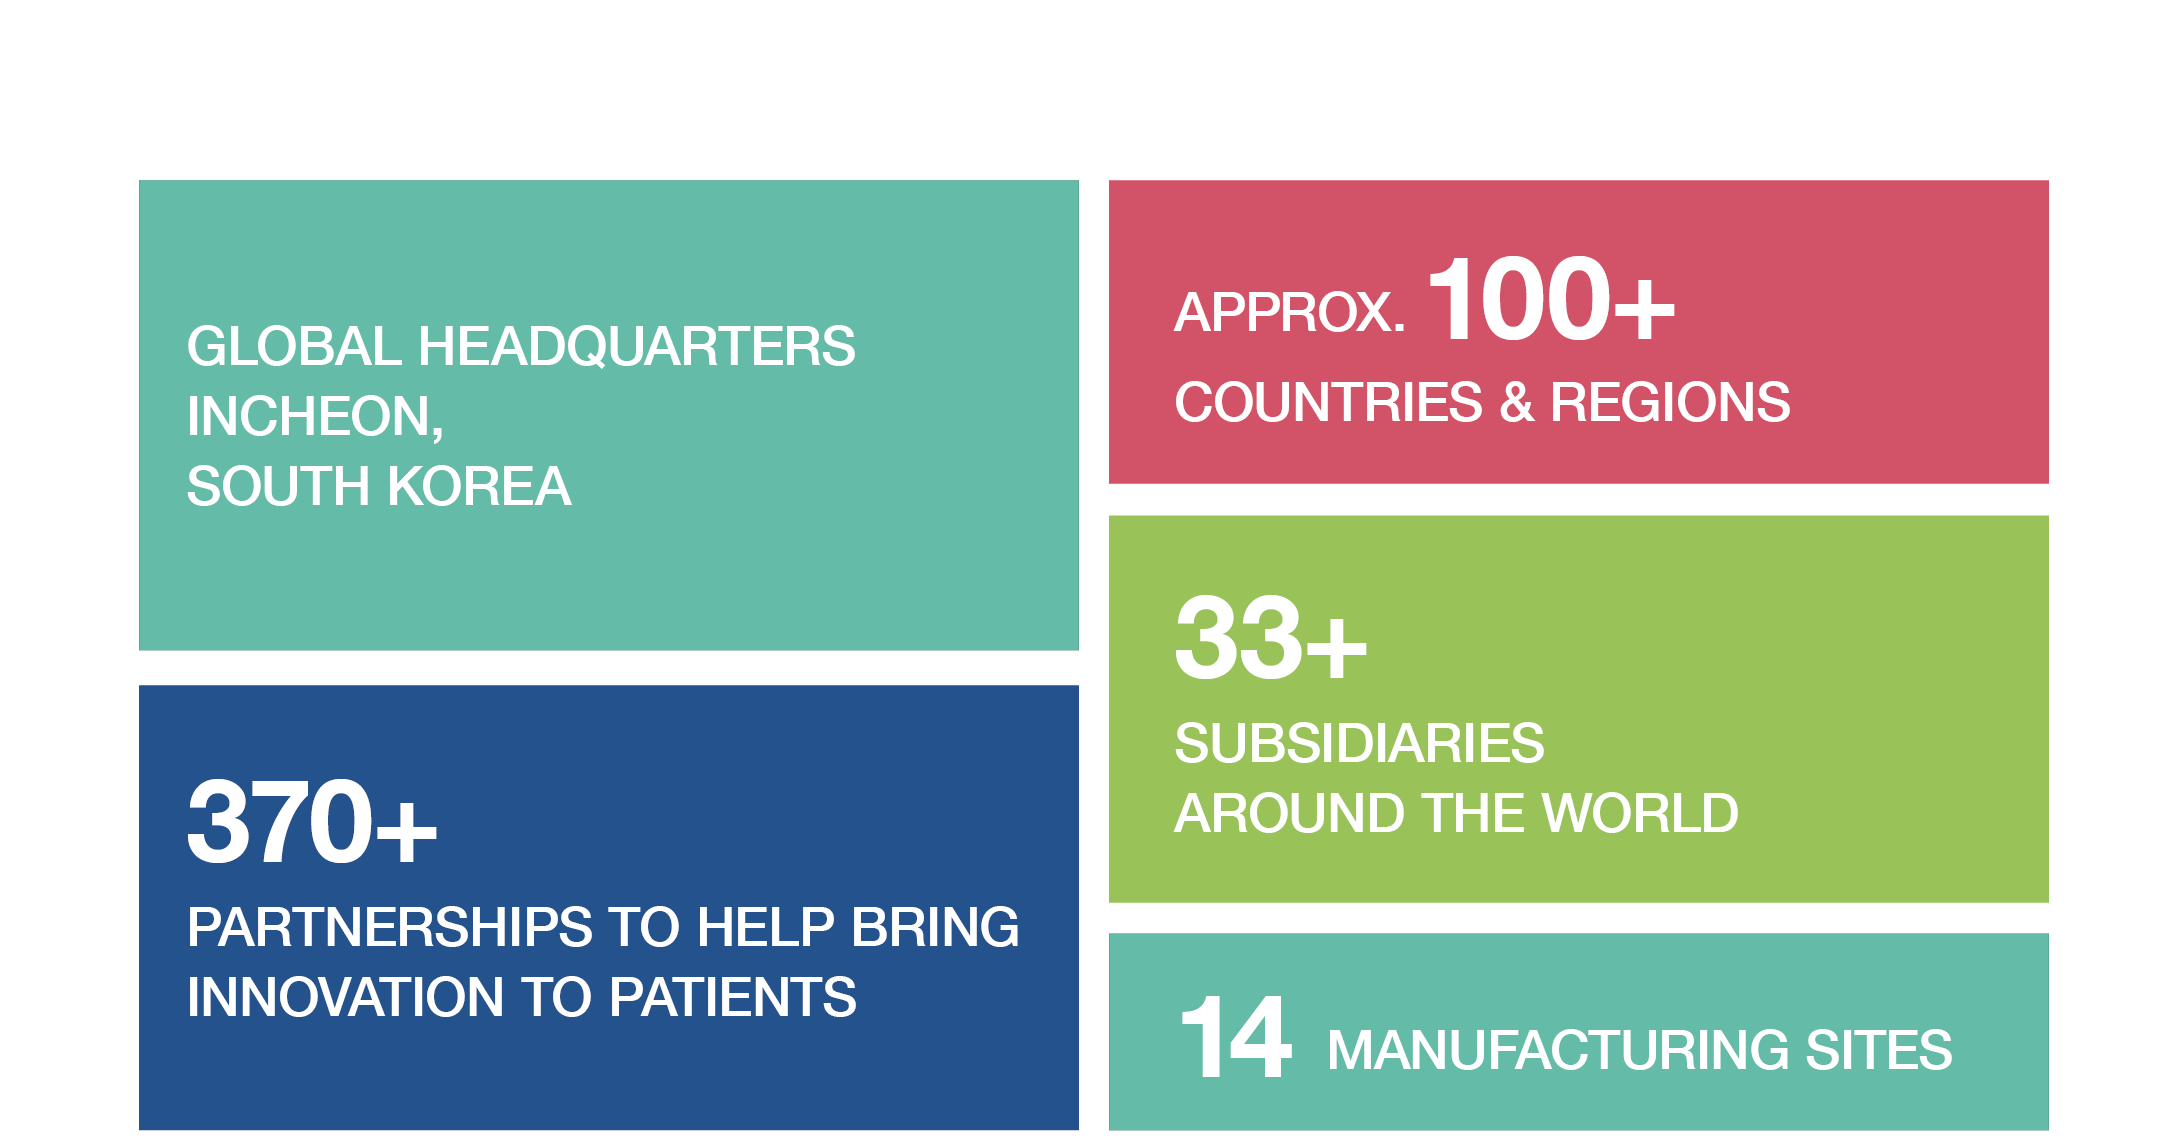 GLOBAL HEADQUARTERS
INCHEON,
SOUTH KOREA
370+
PARTNERSHIPS TO HELP BRING
INNOVATION TO PATIENTS
APPROX. 100+
COUNTRIES & REGIONS
33+
SUBSIDIARIES
AROUND THE WORLD
14 MANUFACTURING SITES